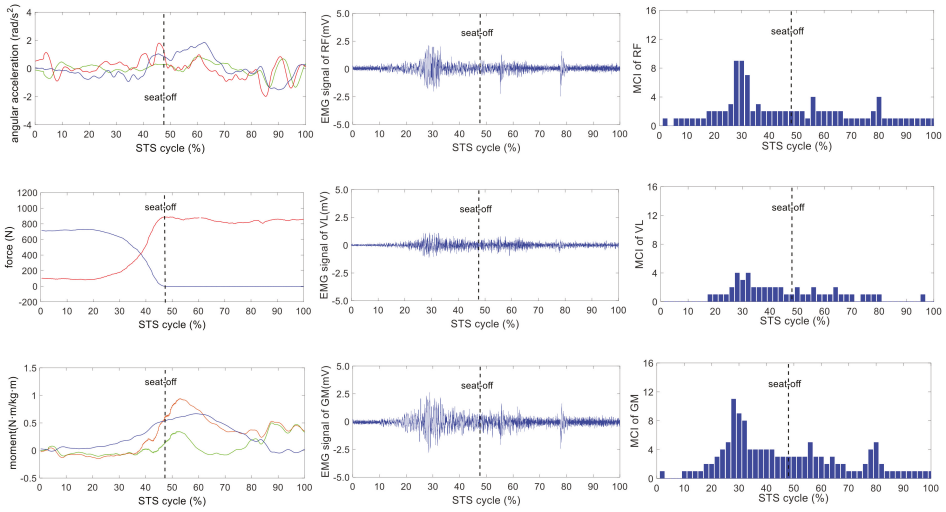 angular acceleration (rad/s²)
4
2
0
-2
-4
seat-off
0 10 20 30 40 50 60 70 80 90 100
STS cycle (%)
EMG signal of RF(mV)
5.0
2.5
0
-2.5
-5.0
seat-off
0 10 20 30 40 50 60 70 80 90 100
STS cycle (%)
MCI of RF
16
12
8
4
0
seat-off
0 10 20 30 40 50 60 70 80 90 100
STS cycle (%)
force (N)
1200
1000
800
600
400
200
0
-200
seat-off
0 10 20 30 40 50 60 70 80 90 100
STS cycle (%)
EMG signal of VL(mV)
5.0
2.5
0
-2.5
-5.0
seat-off
0 10 20 30 40 50 60 70 80 90 100
STS cycle (%)
MCI of VL
16
12
8
4
0
seat-off
0 10 20 30 40 50 60 70 80 90 100
STS cycle (%)
moment(N·m/kg·m)
1.5
1
0.5
0
-0.5
seat-off
0 10 20 30 40 50 60 70 80 90 100
STS cycle (%)
EMG signal of GM(mV)
5.0
2.5
0
-2.5
-5.0
seat-off
0 10 20 30 40 50 60 70 80 90 100
STS cycle (%)
MCI of GM
16
12
8
4
0
seat-off
0 10 20 30 40 50 60 70 80 90 100
STS cycle (%)